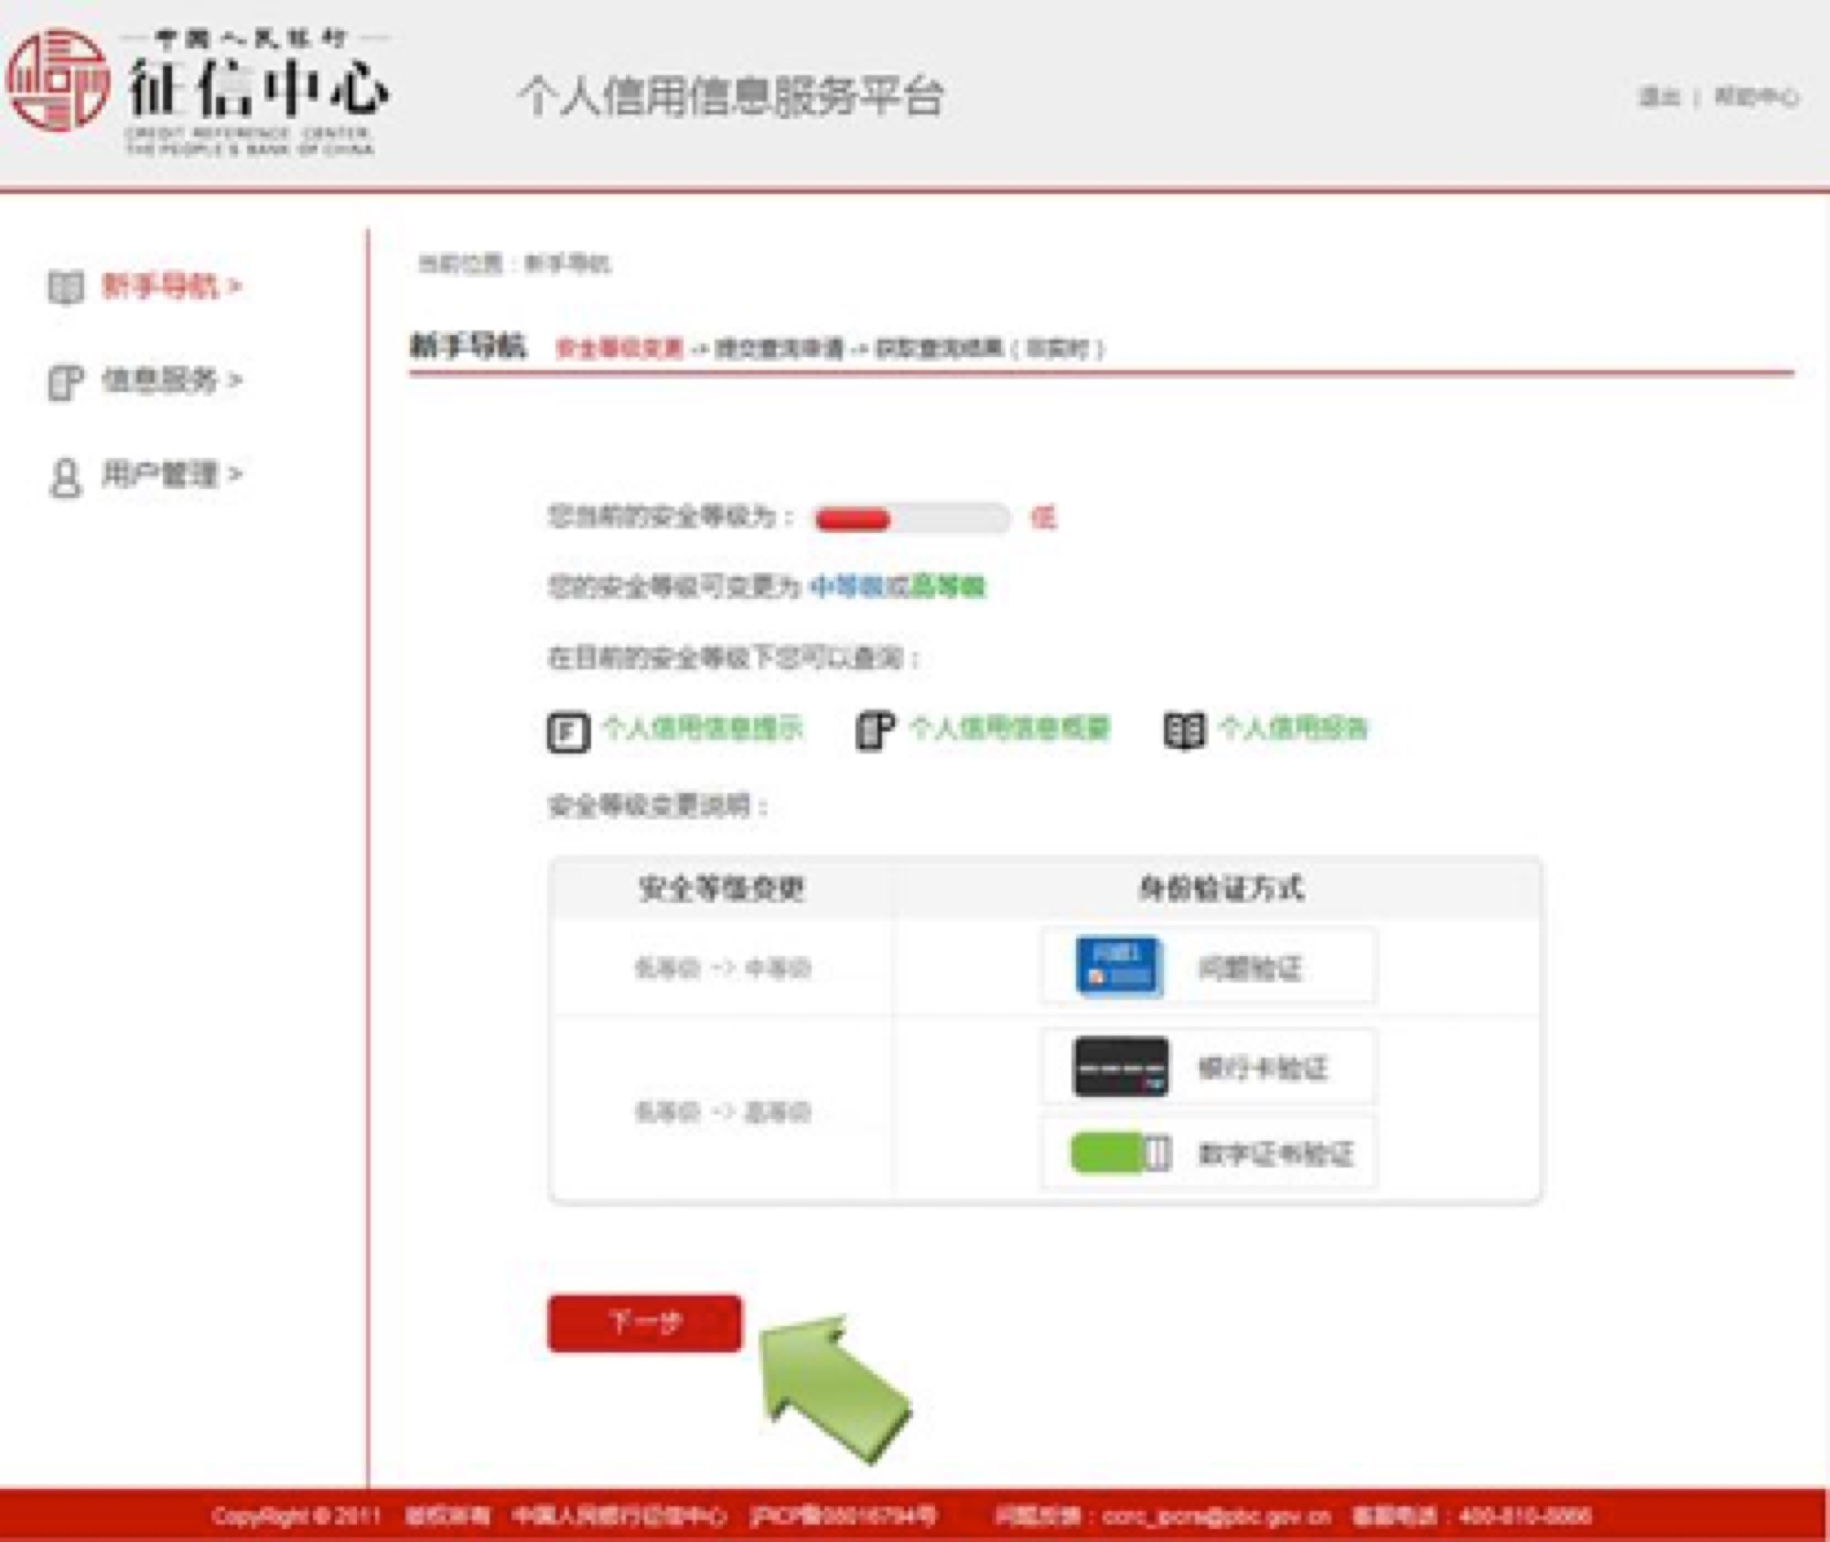 中国人民银行
征信中心
CREDIT REFERENCE CENTER,
THE PEOPLE'S BANK OF CHINA
个人信用信息服务平台
退出 | 帮助中心
新手导航 >
信息服务 >
用户管理 >
当前位置：新手导航
新手导航 安全等级变更 -> 提交查询申请 -> 获取查询结果（非实时）
您当前的安全等级为： 低
您的安全等级可变更为 中等级或高等级
在目前的安全等级下您可以查询：
F 个人信用信息提示 个人信用信息概要 个人信用报告
安全等级变更说明：
安全等级变更 身份验证方式
低等级 -> 中等级 问题验证
银行卡验证
低等级 -> 高等级
数字证书验证
下一步
CopyRight © 2011 版权所有 中国人民银行征信中心 沪ICP备08016794号 问题反馈：ccrc_ipcrs@pbc.gov.cn 客服电话：400-810-8866